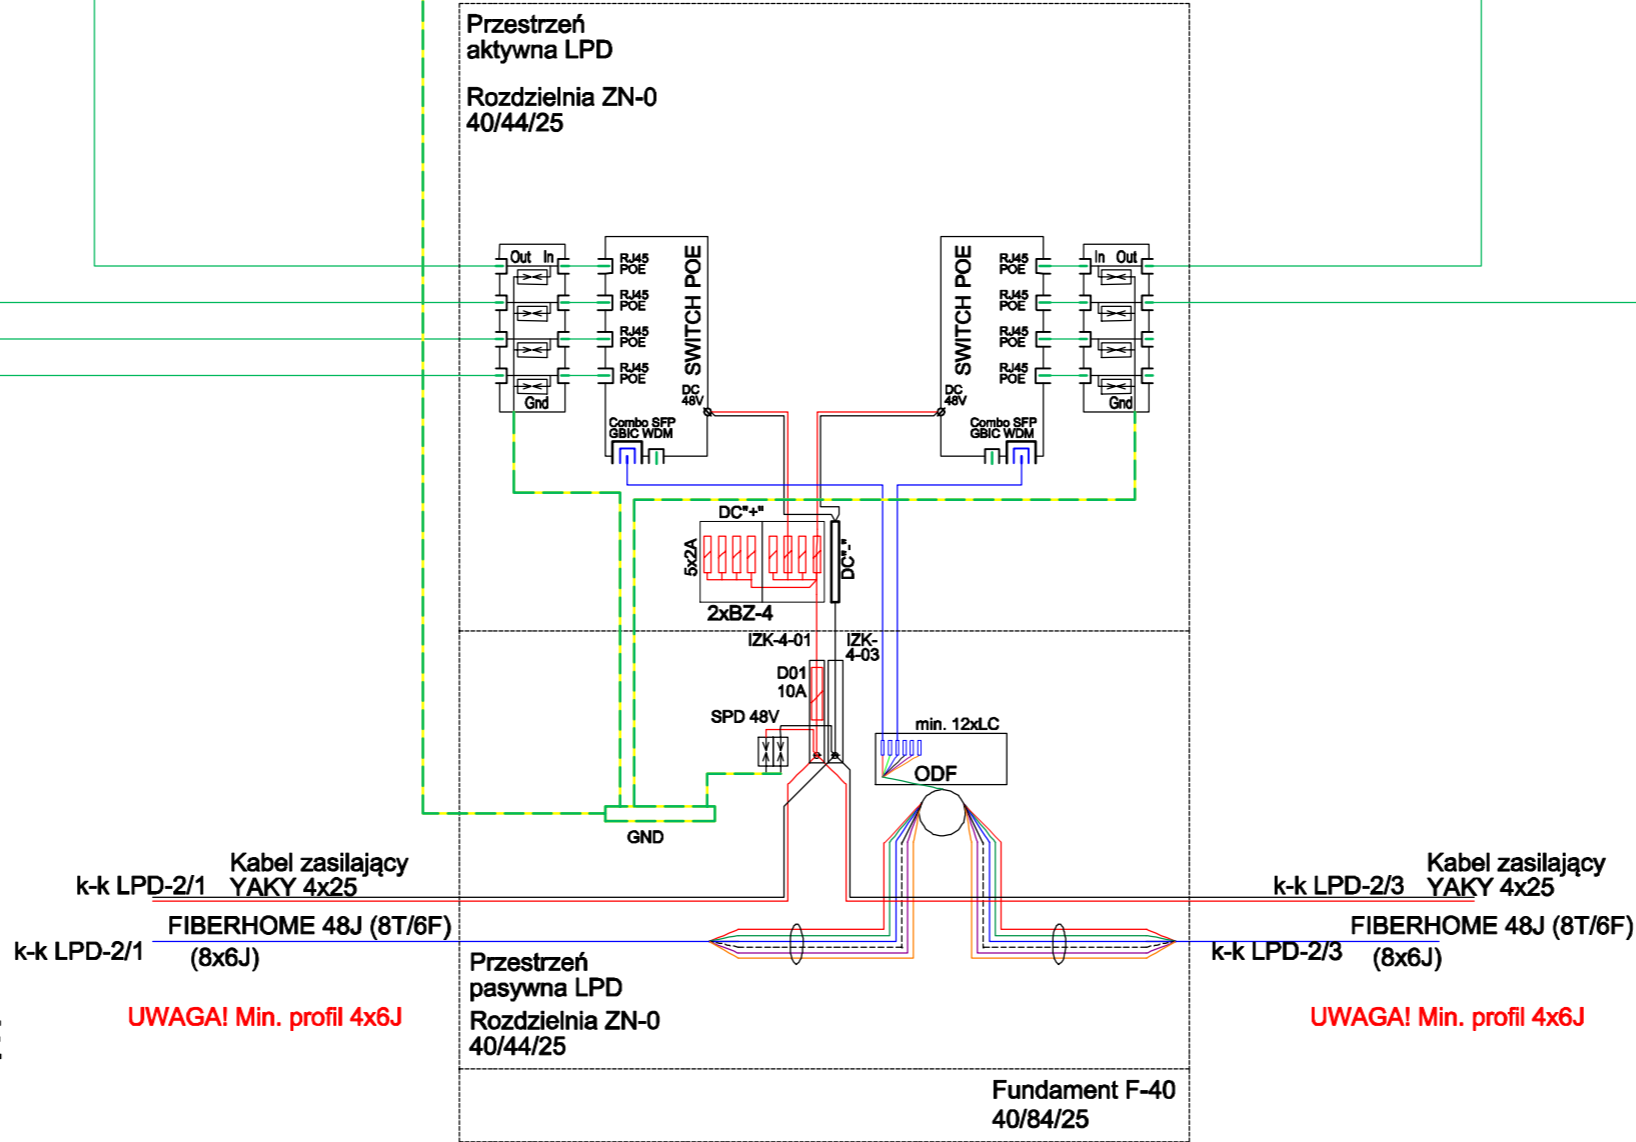 Przestrzeń
aktywna LPD
Rozdzielnia ZN-0
40/44/25
Out In
Gnd
RJ45
POE
RJ45
POE
RJ45
POE
RJ45
POE
SWITCH POE
DC
48V
Combo SFP
GBIC WDM
SWITCH POE
RJ45
POE
RJ45
POE
RJ45
POE
RJ45
POE
DC
48V
Combo SFP
GBIC WDM
In Out
Gnd
DC"+"
5x2A
DC"-"
2xBZ-4
IZK-4-01
IZK-
4-03
D01
10A
SPD 48V
min. 12xLC
ODF
GND
Kabel zasilający
k-k LPD-2/1 YAKY 4x25
FIBERHOME 48J (8T/6F)
k-k LPD-2/1 (8x6J)
UWAGA! Min. profil 4x6J
Kabel zasilający
k-k LPD-2/3 YAKY 4x25
FIBERHOME 48J (8T/6F)
k-k LPD-2/3 (8x6J)
UWAGA! Min. profil 4x6J
Przestrzeń
pasywna LPD
Rozdzielnia ZN-0
40/44/25
Fundament F-40
40/84/25